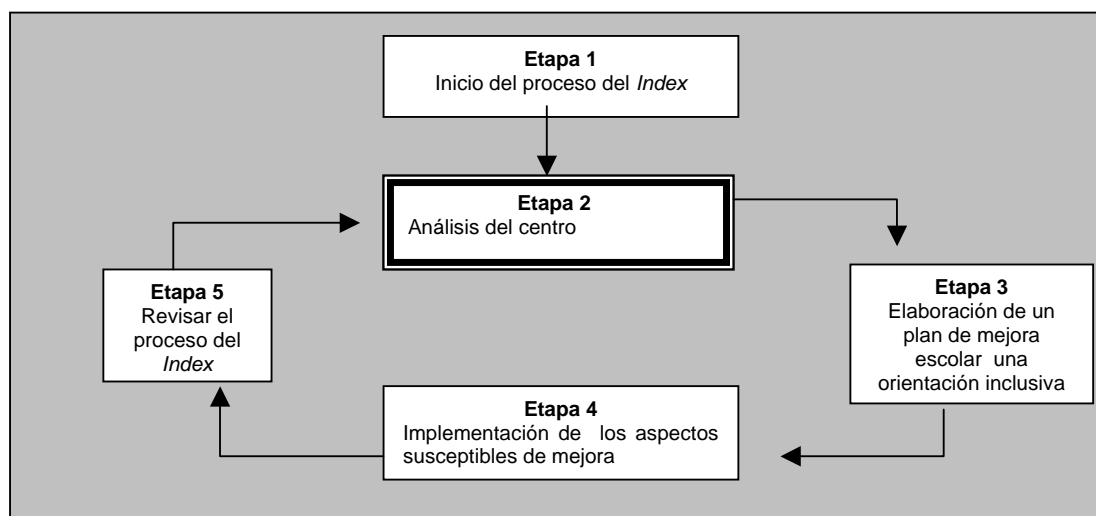 Etapa 1
Inicio del proceso del Index
Etapa 2
Análisis del centro
Etapa 3
Elaboración de un
plan de mejora
escolar una
orientación inclusiva
Etapa 4
Implementación de los aspectos
susceptibles de mejora
Etapa 5
Revisar el
proceso del
Index